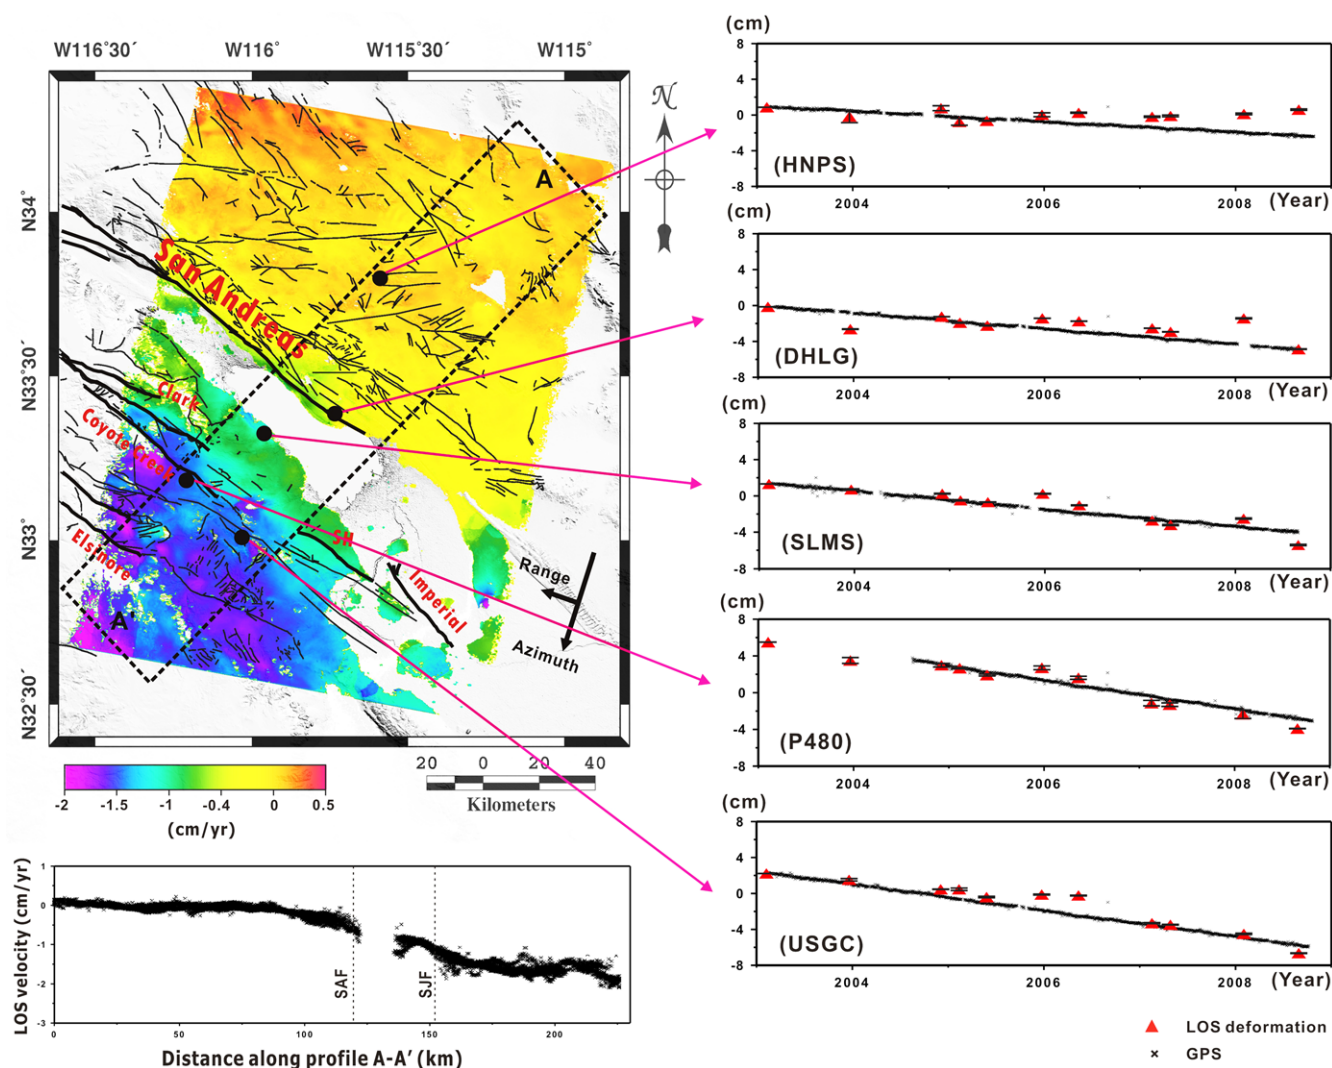 W116°30´ W116° W115°30´ W115°
N34°
N33°30´
N33°
N32°30´
N
A
San Andreas
Clark
Coyote Creek
Elsinore
SH
Imperial
A'
Range
Azimuth
-2 -1.5 -1 -0.4 0 0.5
(cm/yr)
20 0 20 40
Kilometers
LOS velocity (cm/yr)
1
0
-1
-2
-3
SAF
SJF
0 50 100 150 200
Distance along profile A-A' (km)
(cm)
8
4
0
-4
-8
(HNPS)
2004 2006 2008 (Year)
8
4
0
-4
-8
(DHLG)
2004 2006 2008 (Year)
8
4
0
-4
-8
(SLMS)
2004 2006 2008 (Year)
8
4
0
-4
-8
(P480)
2004 2006 2008 (Year)
(cm)
8
4
0
-4
-8
(USGC)
2004 2006 2008 (Year)
LOS deformation
GPS